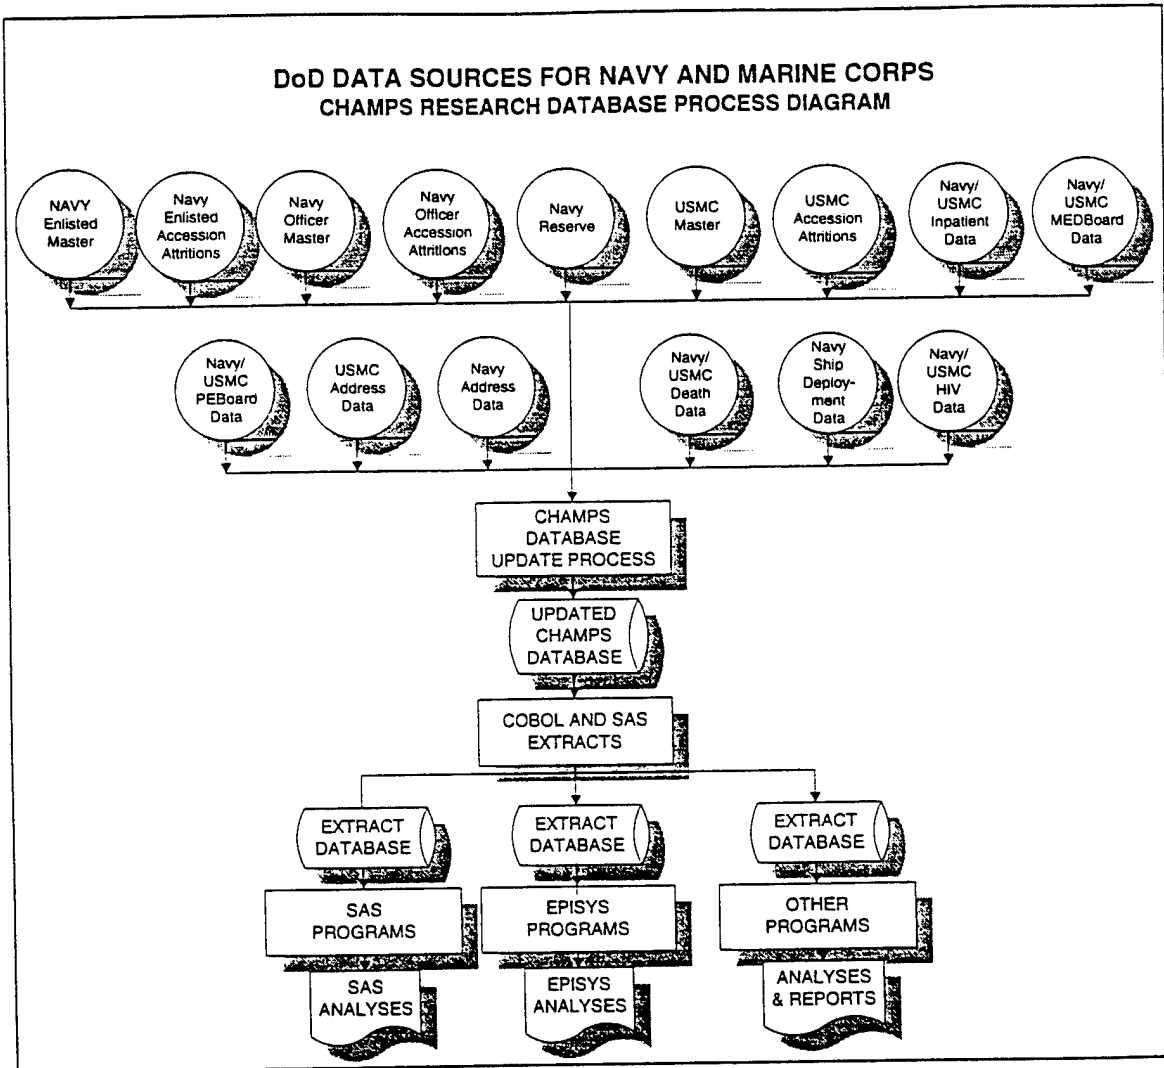 DoD DATA SOURCES FOR NAVY AND MARINE CORPS
CHAMPS RESEARCH DATABASE PROCESS DIAGRAM
NAVY
Enlisted
Master
Navy
Enlisted
Accession
Attritions
Navy
Officer
Master
Navy
Officer
Accession
Attritions
Navy
Reserve
USMC
Master
USMC
Accession
Attritions
Navy/
USMC
Inpatient
Data
Navy/
USMC
MEDBoard
Data
Navy/
USMC
PEBoard
Data
USMC
Address
Data
Navy
Address
Data
Navy/
USMC
Death
Data
Navy
Ship
Deploy-
ment
Data
Navy/
USMC
HIV
Data
CHAMPS
DATABASE
UPDATE PROCESS
UPDATED
CHAMPS
DATABASE
COBOL AND SAS
EXTRACTS
EXTRACT
DATABASE
EXTRACT
DATABASE
EXTRACT
DATABASE
SAS
PROGRAMS
EPISYS
PROGRAMS
OTHER
PROGRAMS
SAS
ANALYSES
EPISYS
ANALYSES
ANALYSES
& REPORTS